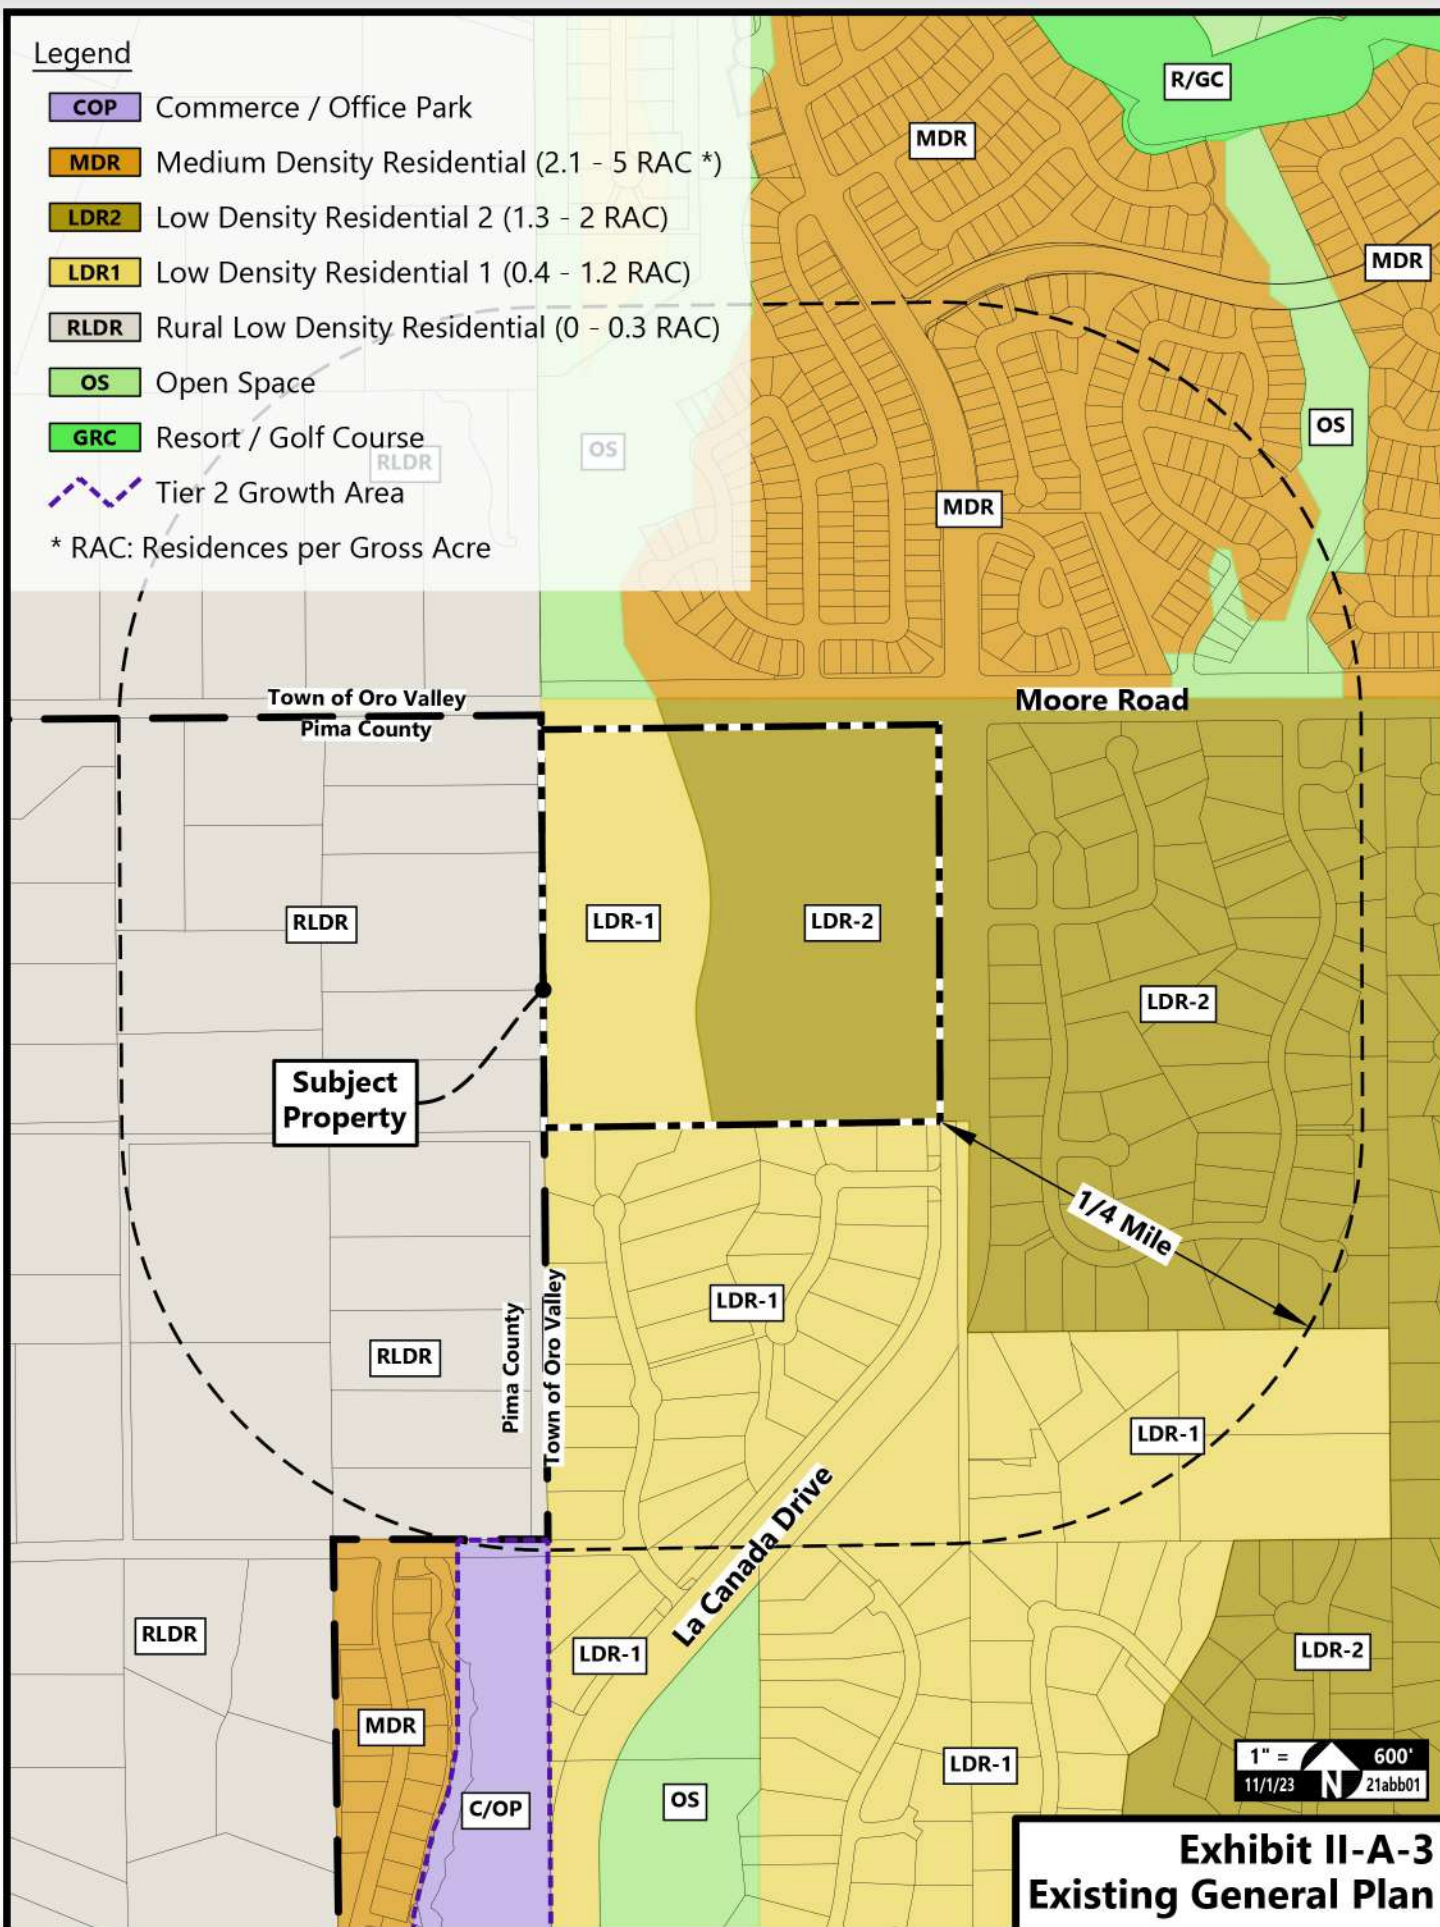 Legend
COP Commerce / Office Park
MDR Medium Density Residential (2.1 - 5 RAC *)
LDR2 Low Density Residential 2 (1.3 - 2 RAC)
LDR1 Low Density Residential 1 (0.4 - 1.2 RAC)
RLDR Rural Low Density Residential (0 - 0.3 RAC)
OS Open Space
GRC Resort / Golf Course
Tier 2 Growth Area
* RAC: Residences per Gross Acre
RLDR
OS
R/GC
MDR
MDR
OS
MDR
Town of Oro Valley
Pima County
Moore Road
RLDR
LDR-1
LDR-2
LDR-2
Subject
Property
1/4 Mile
LDR-1
RLDR
Pima County
Town of Oro Valley
LDR-1
La Canada Drive
RLDR
LDR-1
LDR-2
MDR
LDR-1
C/OP
OS
1" = 600'
11/1/23 N 21abb01
Exhibit II-A-3
Existing General Plan